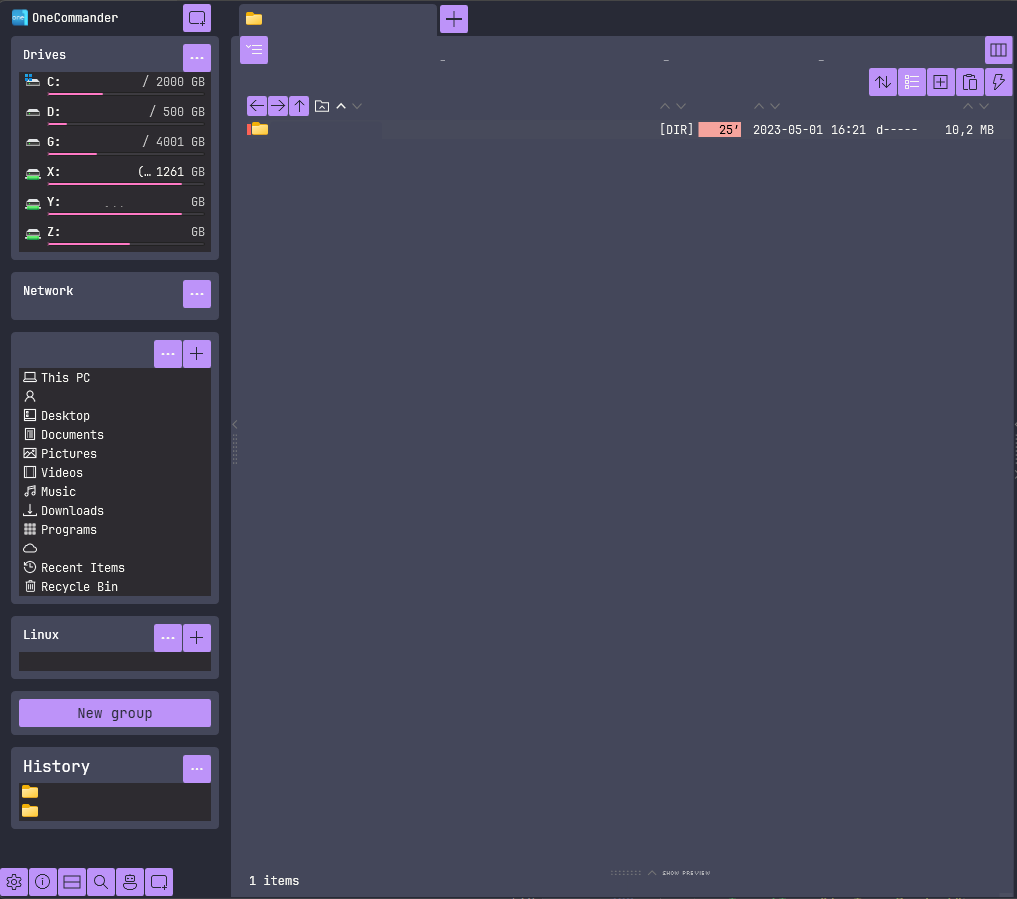 one OneCommander
Drives
C: / 2000 GB
D: / 500 GB
G: / 4001 GB
X: (… 1261 GB
Y: ... GB
Z: GB
Network
This PC
Desktop
Documents
Pictures
Videos
Music
Downloads
Programs
Recent Items
Recycle Bin
Linux
New group
History
[DIR] 25’ 2023-05-01 16:21 d----- 10,2 MB
1 items
SHOW PREVIEW